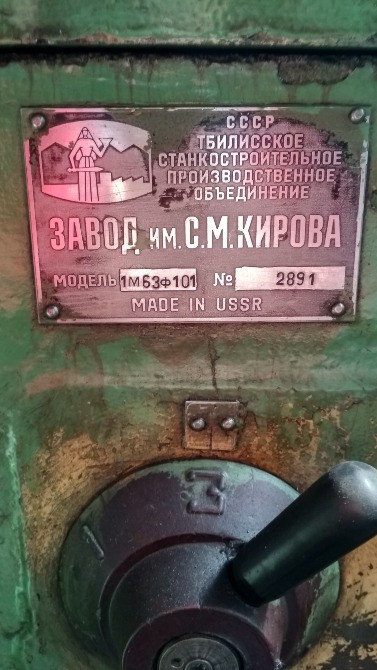 СССР
ТБИЛИССКОЕ
СТАНКОСТРОИТЕЛЬНОЕ
ПРОИЗВОДСТВЕННОЕ
ОБЪЕДИНЕНИЕ
ЗАВОД ИМ. С.М.КИРОВА
МОДЕЛЬ 1М63Ф101 № 2891
MADE IN USSR